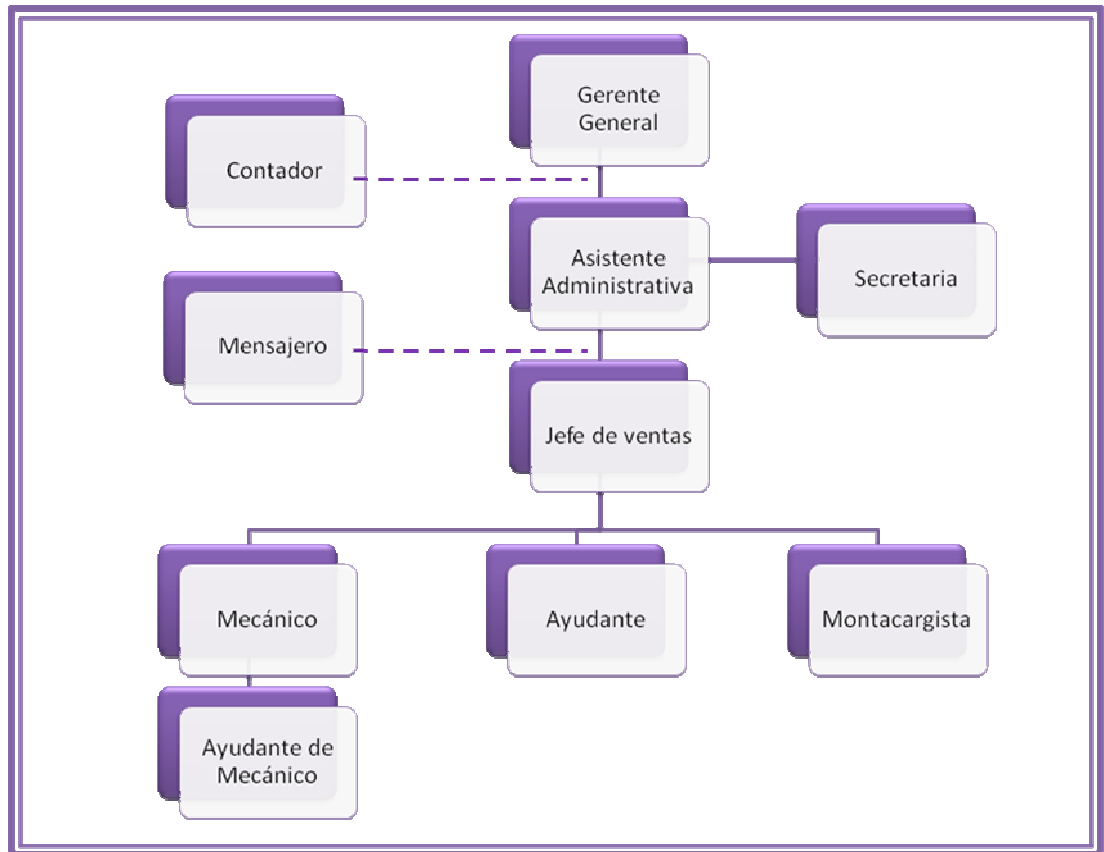 Gerente
General
Contador
Asistente
Administrativa
Secretaria
Mensajero
Jefe de ventas
Mecánico
Ayudante
Montacargista
Ayudante de
Mecánico